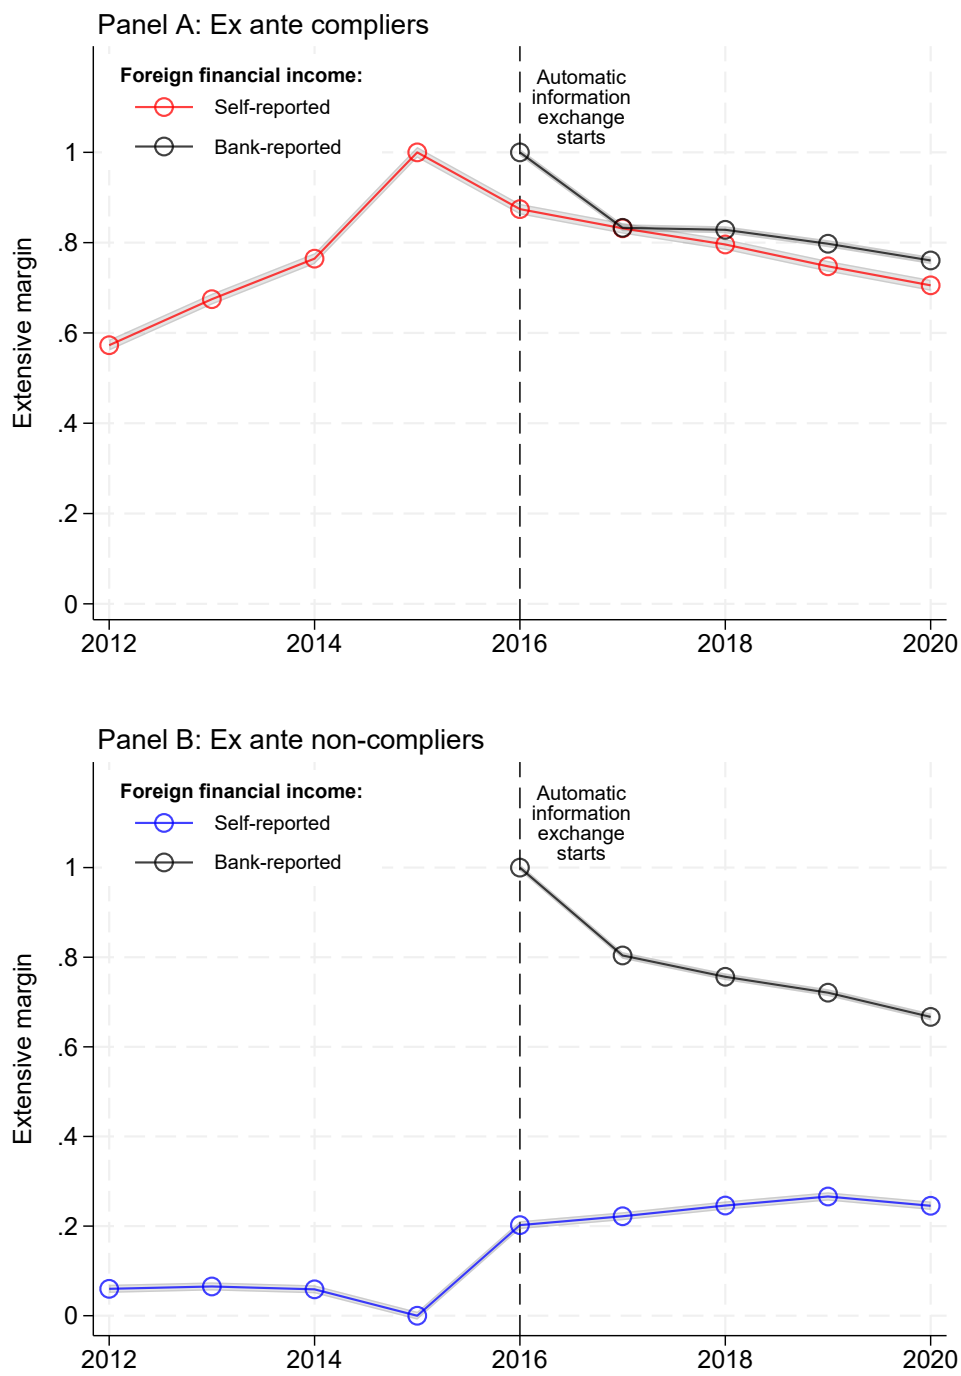 Panel A: Ex ante compliers
Foreign financial income:
Self-reported
Bank-reported
Automatic
information
exchange
starts
Extensive margin
1
.8
.6
.4
.2
0
2012
2014
2016
2018
2020
Panel B: Ex ante non-compliers
Foreign financial income:
Self-reported
Bank-reported
Automatic
information
exchange
starts
Extensive margin
1
.8
.6
.4
.2
0
2012
2014
2016
2018
2020